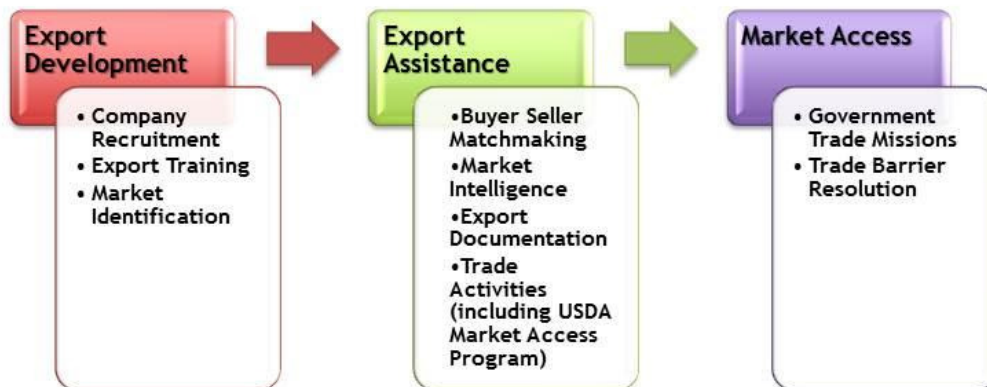 Export
Development
• Company
Recruitment
• Export Training
• Market
Identification
Export
Assistance
•Buyer Seller
Matchmaking
•Market
Intelligence
•Export
Documentation
•Trade
Activities
(including USDA
Market Access
Program)
Market Access
• Government
Trade Missions
• Trade Barrier
Resolution